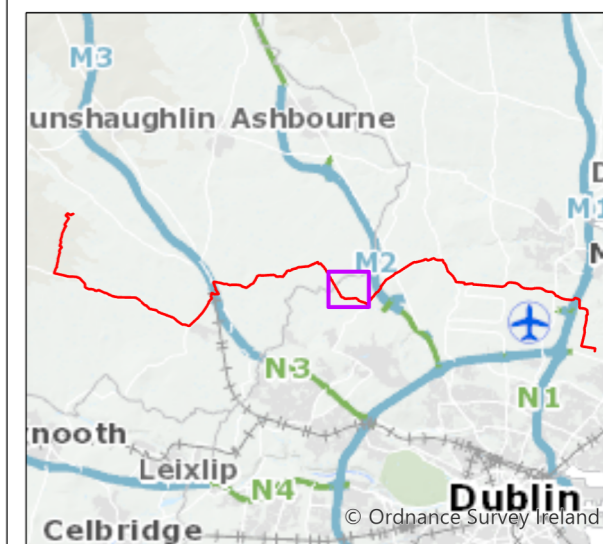 M3
unshaughlin Ashbourne
D
M1
M
M2
N3
N1
nooth
Leixlip
N4
Dublin
© Ordnance Survey Ireland
Celbridge